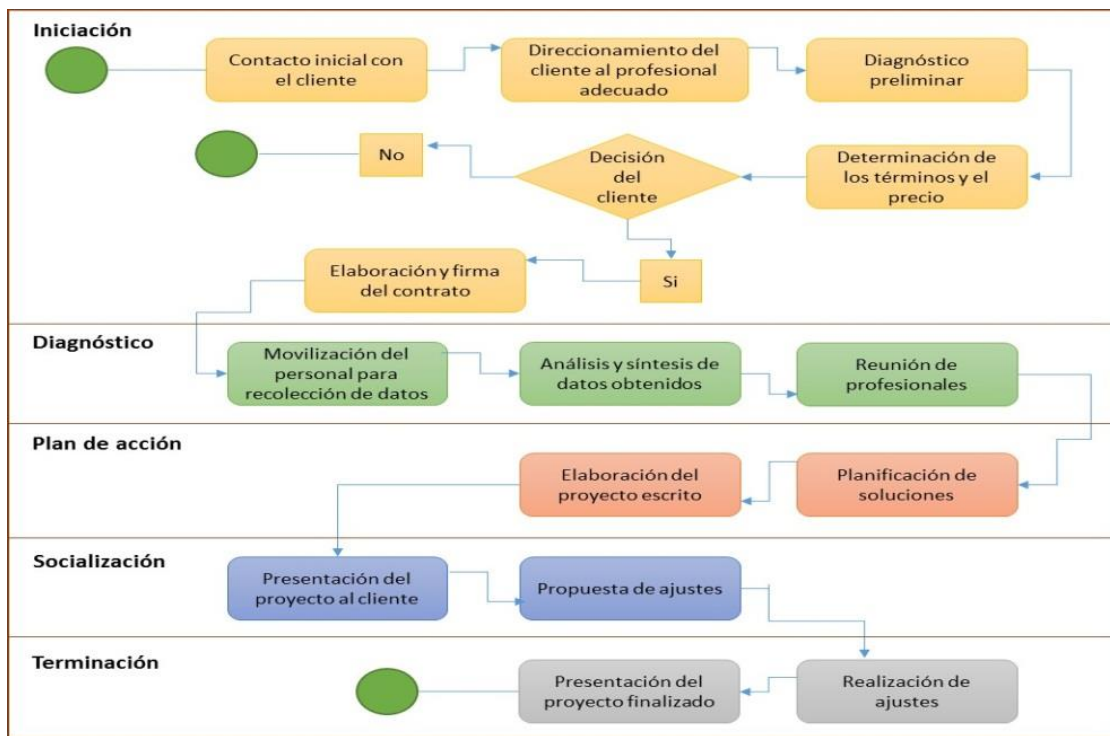 Iniciación
Contacto inicial con
el cliente
Direccionamiento del
cliente al profesional
adecuado
Diagnóstico
preliminar
Determinación de
los términos y el
precio
Decisión
del
cliente
No
Si
Elaboración y firma
del contrato
Diagnóstico
Movilización del
personal para
recolección de datos
Análisis y síntesis de
datos obtenidos
Reunión de
profesionales
Plan de acción
Planificación de
soluciones
Elaboración del
proyecto escrito
Socialización
Presentación del
proyecto al cliente
Propuesta de ajustes
Terminación
Realización de
ajustes
Presentación del
proyecto finalizado